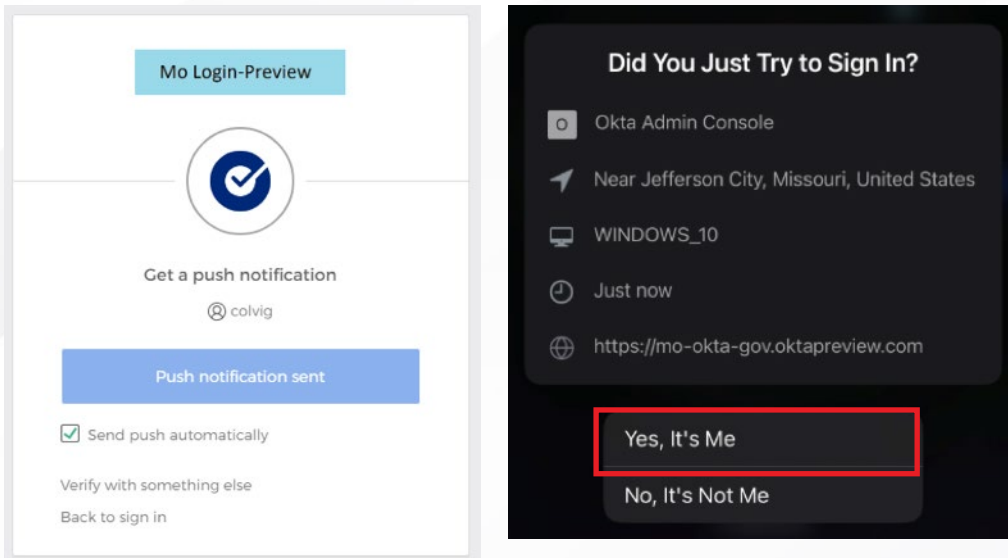 Mo Login-Preview
Get a push notification
colvig
Push notification sent
Send push automatically
Verify with something else
Back to sign in
Did You Just Try to Sign In?
O
Okta Admin Console
Near Jefferson City, Missouri, United States
WINDOWS_10
Just now
https://mo-okta-gov.oktapreview.com
Yes, It's Me
No, It's Not Me